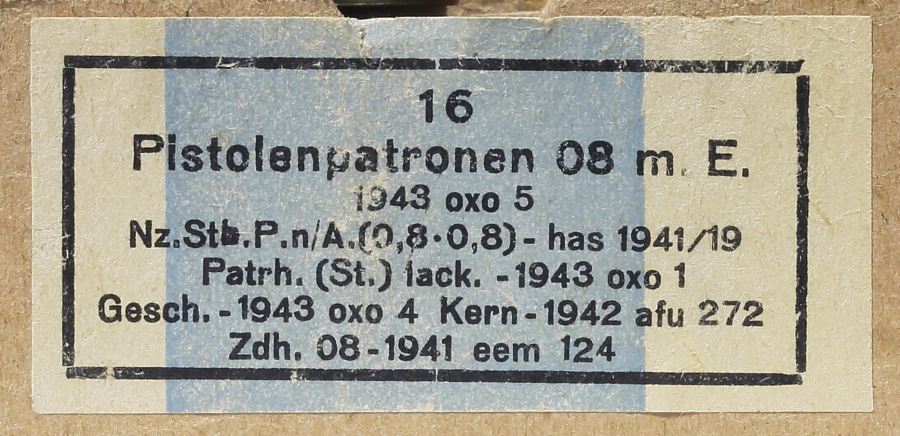 16
Pistolenpatronen 08 m. E.
1943 oxo 5
Nz.Stb.P.n/A.(0,8·0,8)- has 1941/19
Patrh. (St.) lack. -1943 oxo 1
Gesch. -1943 oxo 4 Kern-1942 afu 272
Zdh. 08-1941 eem 124